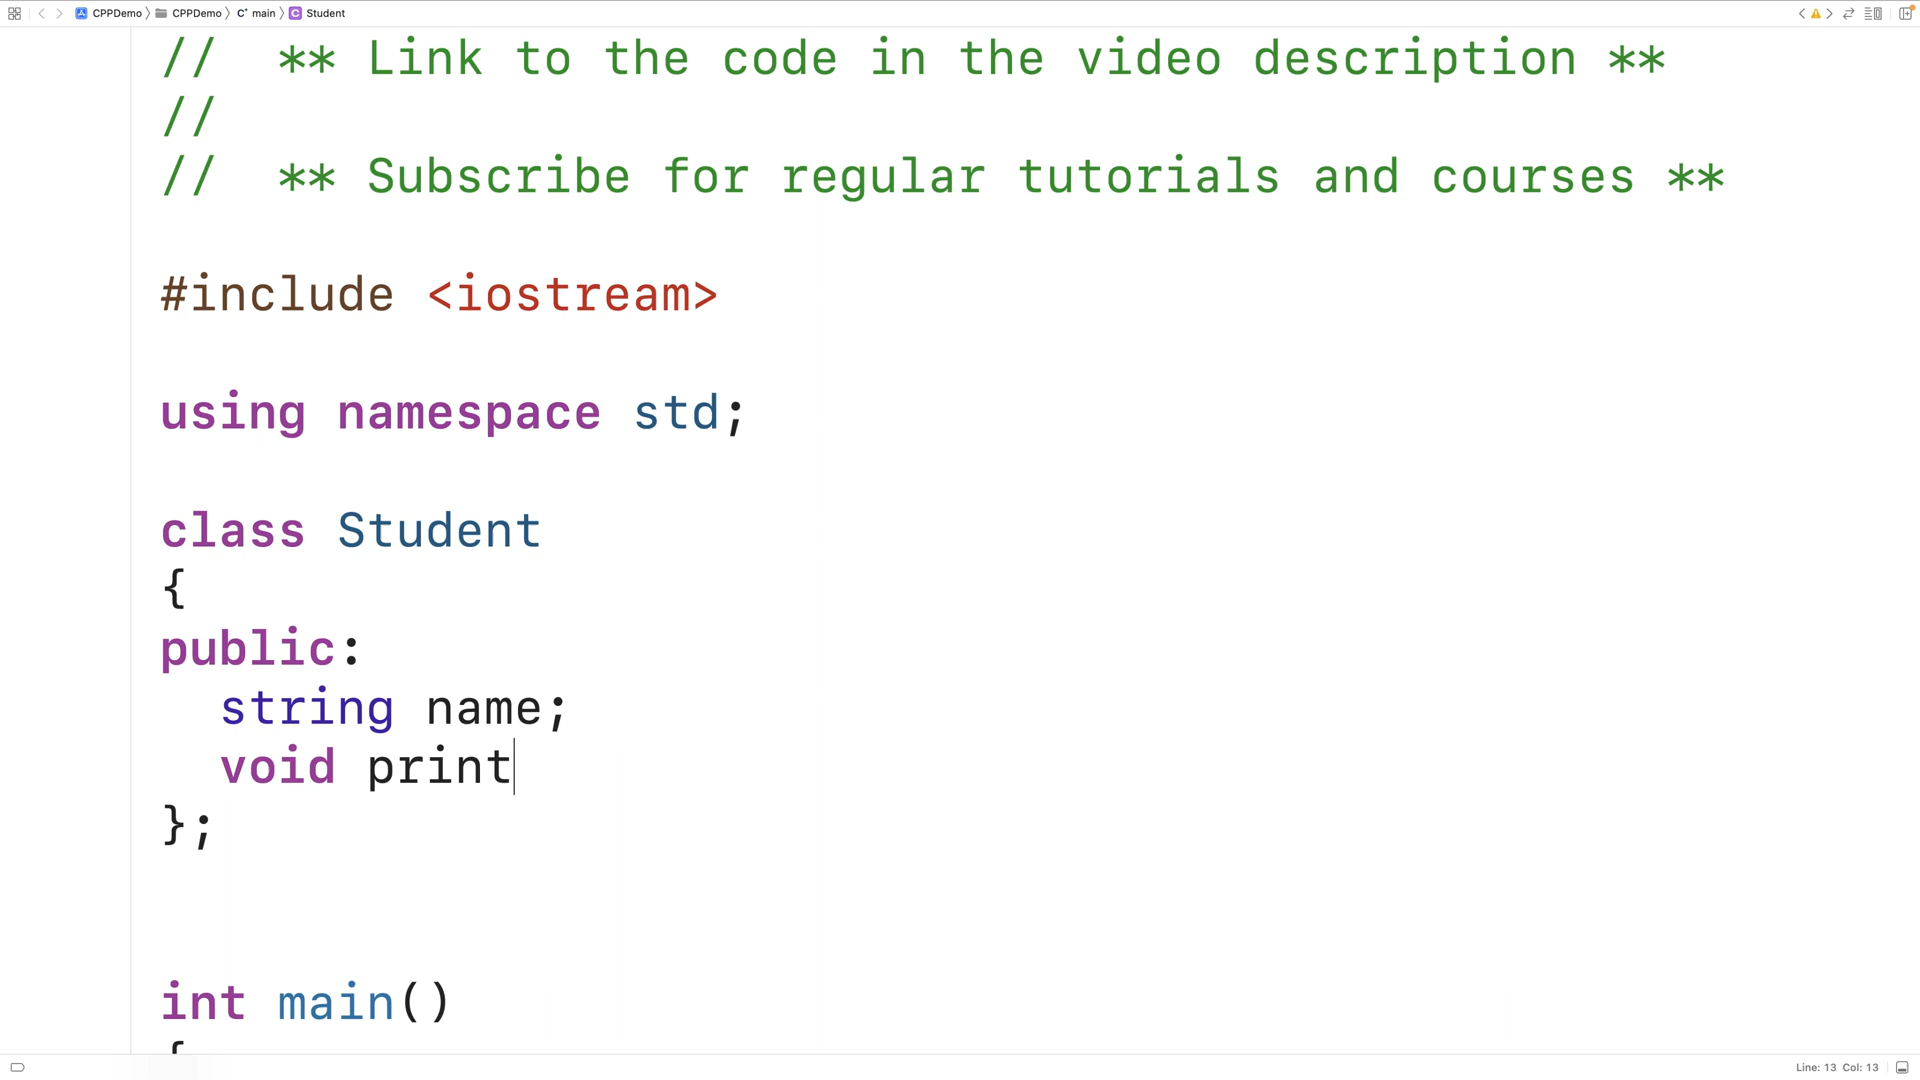 CPPDemo CPPDemo C+ main C Student
// ** Link to the code in the video description **
//
// ** Subscribe for regular tutorials and courses **
#include <iostream>
using namespace std;
class Student
{
public:
string name;
void print
};
int main()
{
Line: 13 Col: 13